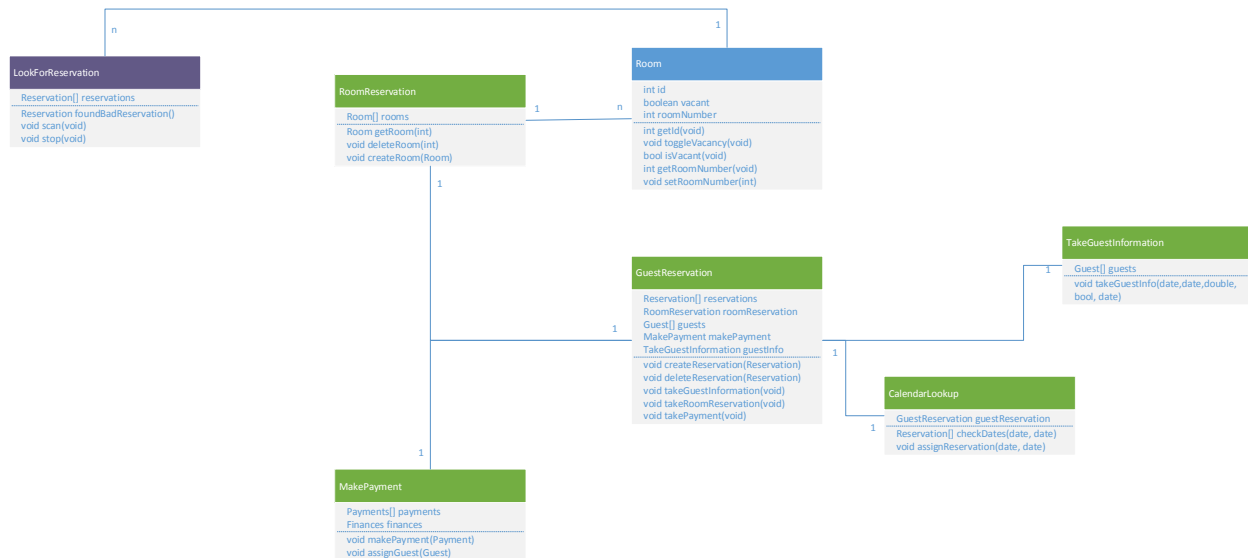 n
1
LookForReservation
Reservation[] reservations
Reservation foundBadReservation()
void scan(void)
void stop(void)
RoomReservation
Room[] rooms
Room getRoom(int)
void deleteRoom(int)
void createRoom(Room)
1
n
Room
int id
boolean vacant
int roomNumber
int getId(void)
void toggleVacancy(void)
bool isVacant(void)
int getRoomNumber(void)
void setRoomNumber(int)
1
1
GuestReservation
Reservation[] reservations
RoomReservation roomReservation
Guest[] guests
MakePayment makePayment
TakeGuestInformation guestInfo
void createReservation(Reservation)
void deleteReservation(Reservation)
void takeGuestInformation(void)
void takeRoomReservation(void)
void takePayment(void)
1
1
TakeGuestInformation
Guest[] guests
void takeGuestInfo(date,date,double,
bool, date)
CalendarLookup
GuestReservation guestReservation
Reservation[] checkDates(date, date)
void assignReservation(date, date)
1
1
MakePayment
Payments[] payments
Finances finances
void makePayment(Payment)
void assignGuest(Guest)